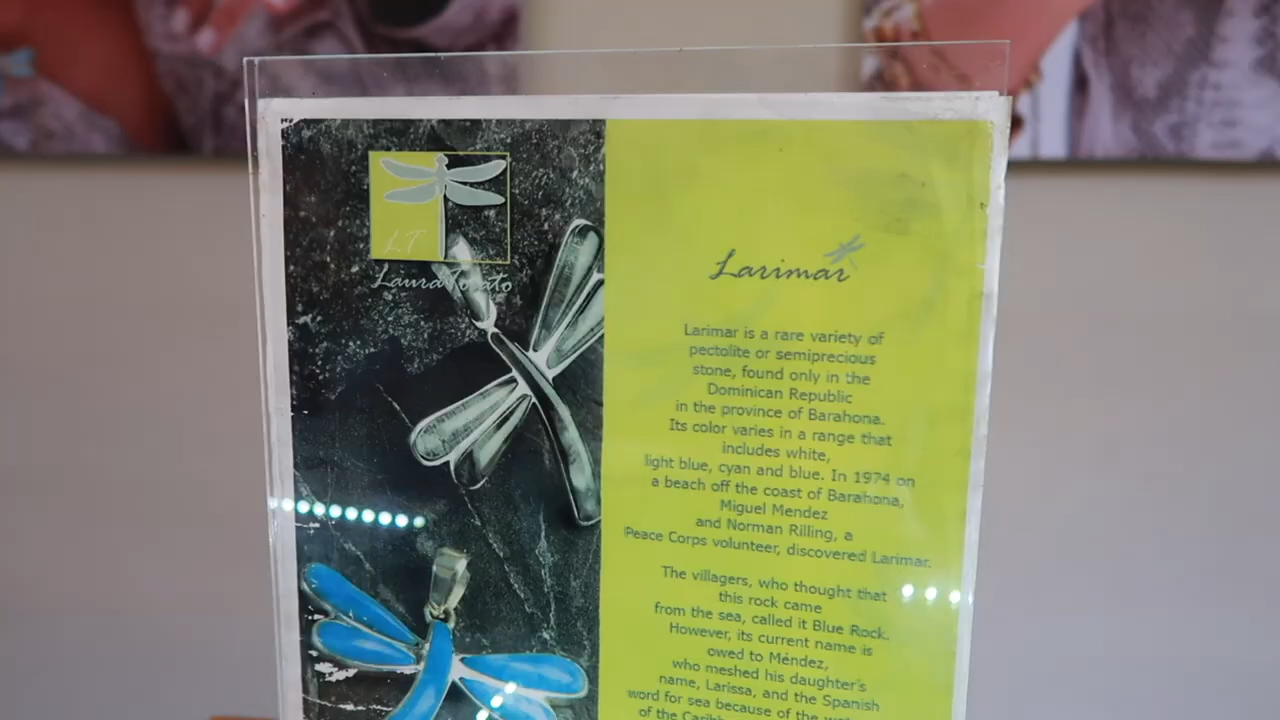 LT
Laura Tosato
Larimar
Larimar is a rare variety of
pectolite or semiprecious
stone, found only in the
Dominican Republic
in the province of Barahona.
Its color varies in a range that
includes white,
light blue, cyan and blue. In 1974 on
a beach off the coast of Barahona,
Miguel Mendez
and Norman Rilling, a
Peace Corps volunteer, discovered Larimar.
The villagers, who thought that
this rock came
from the sea, called it Blue Rock.
However, its current name is
owed to Méndez,
who meshed his daughter's
name, Larissa, and the Spanish
word for sea because of the
of the